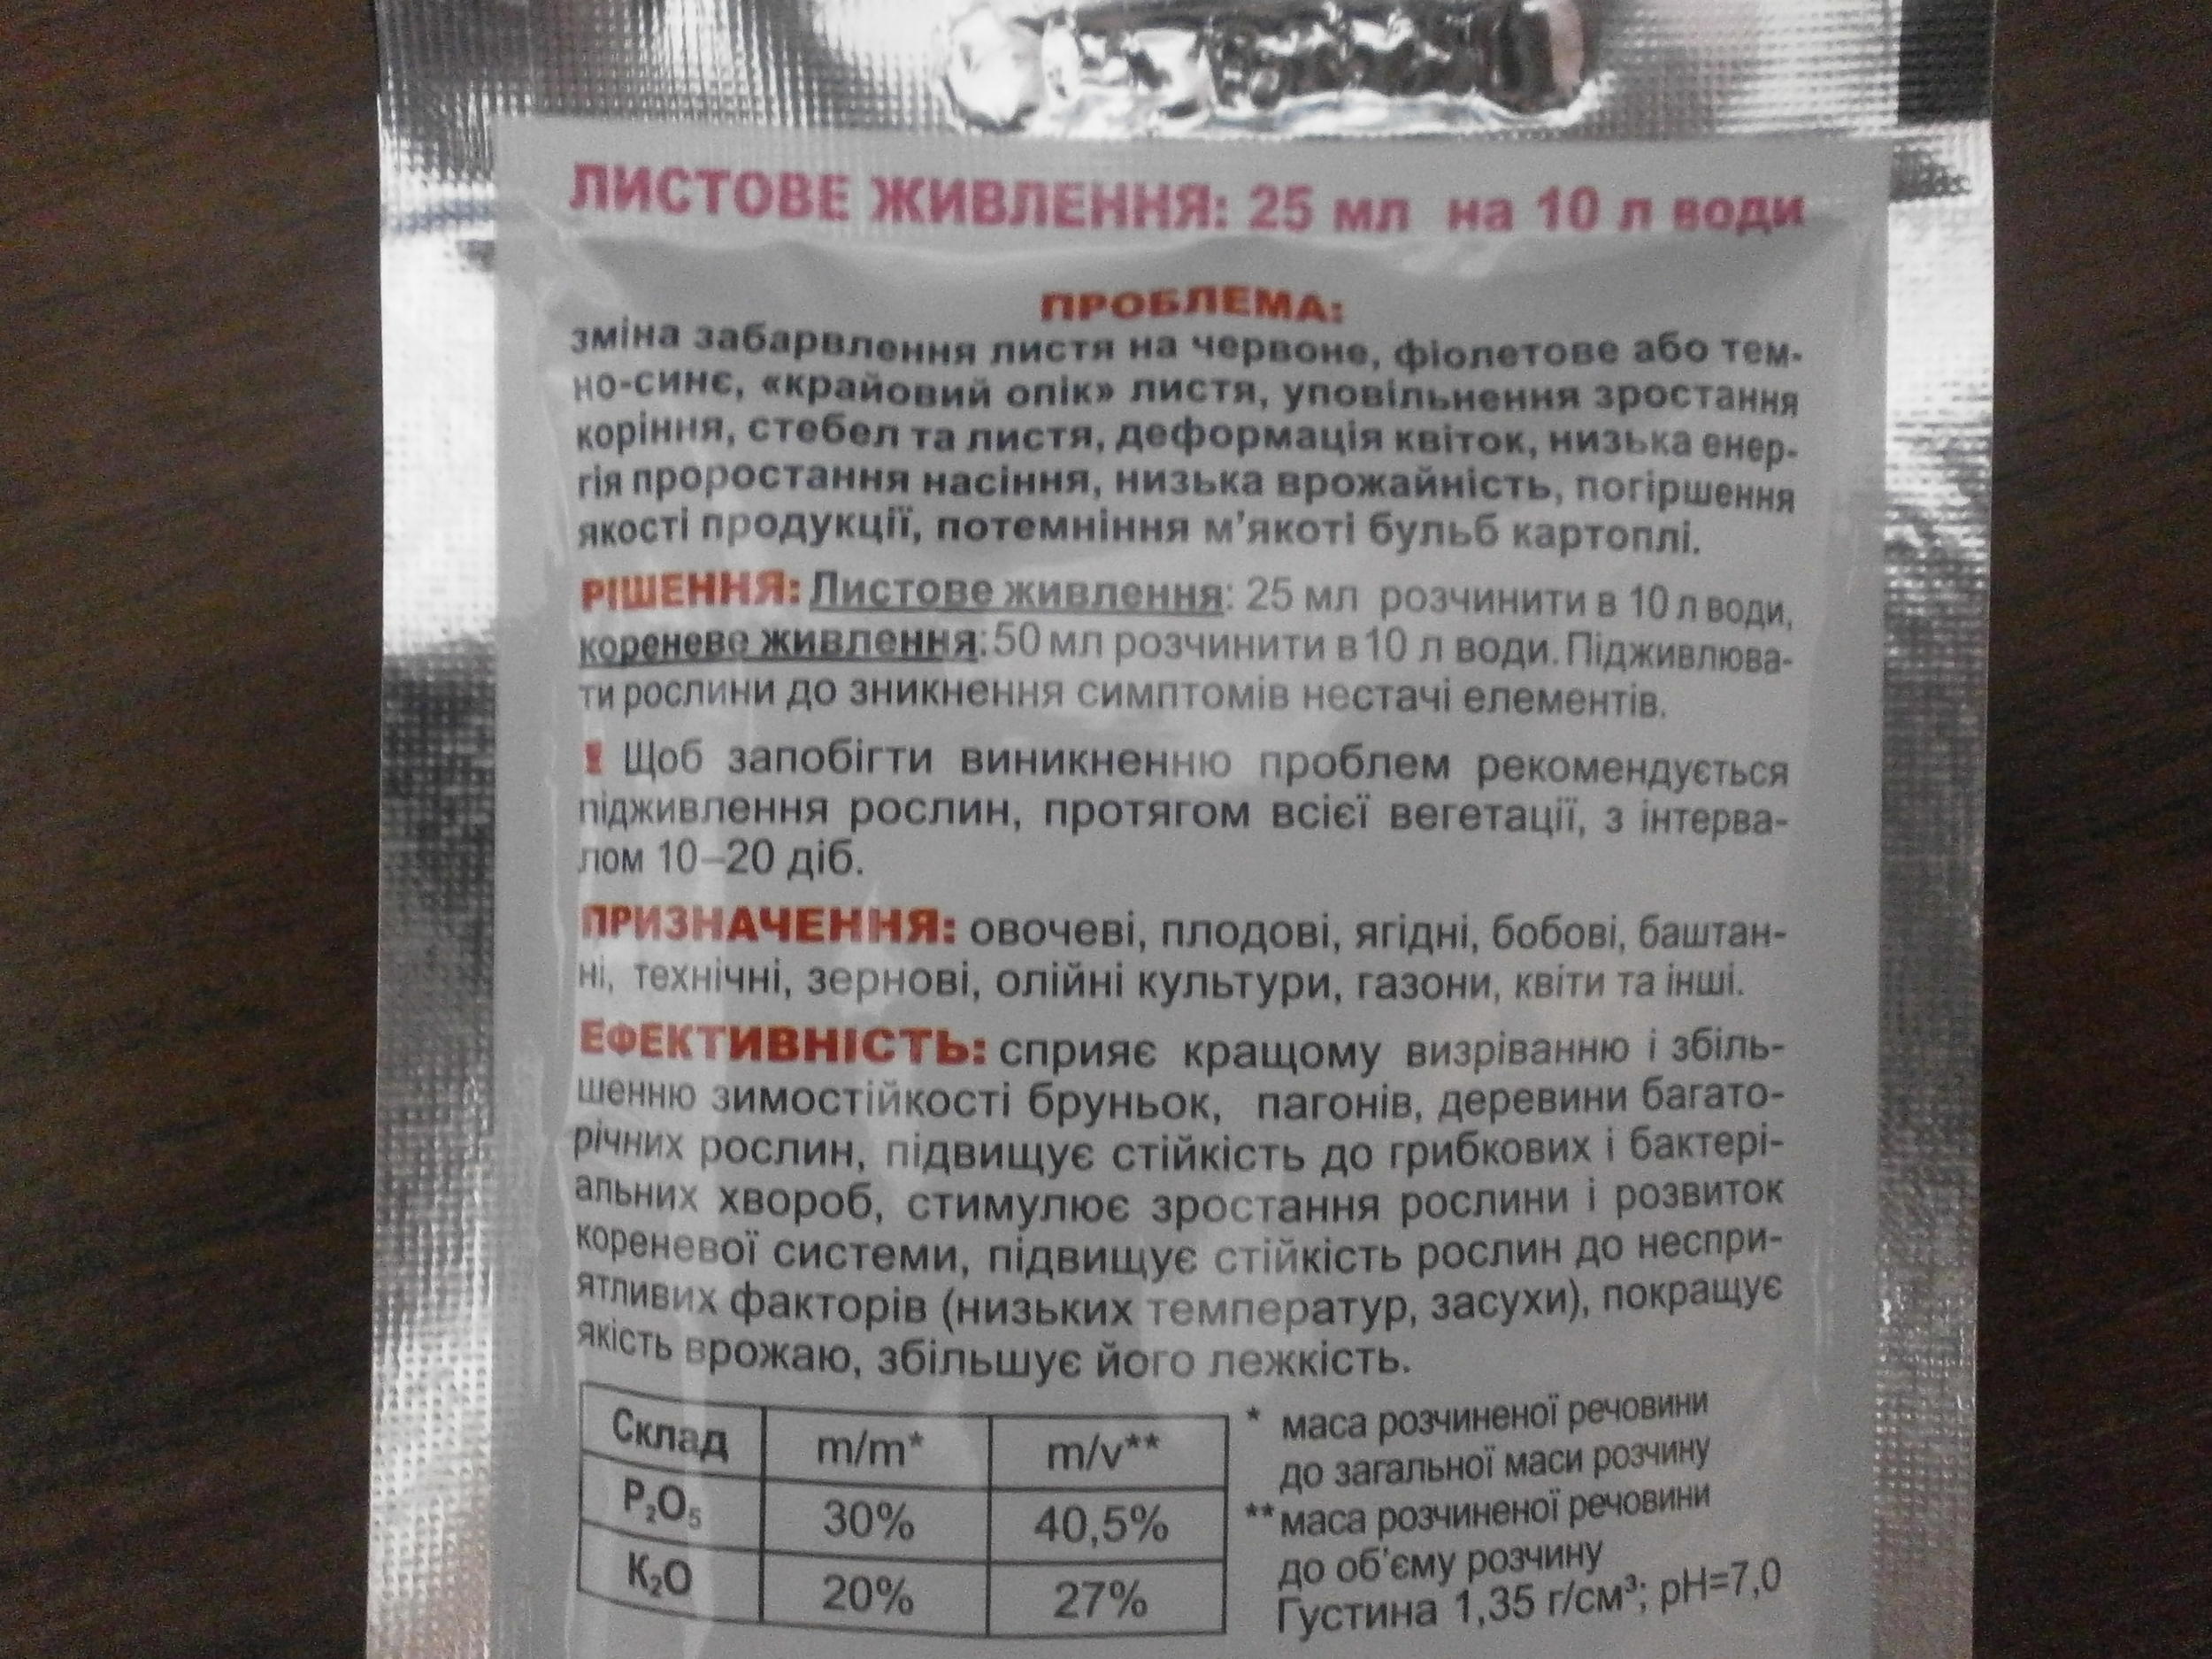 ЛИСТОВЕ ЖИВЛЕННЯ: 25 мл на 10 л води
ПРОБЛЕМА:
зміна забарвлення листя на червоне, фіолетове або тем-
но-синє, «крайовий опік» листя, уповільнення зростання
коріння, стебел та листя, деформація квіток, низька енер-
гія проростання насіння, низька врожайність, погіршення
якості продукції, потемніння м'якоті бульб картоплі.
РІШЕННЯ: Листове живлення: 25 мл розчинити в 10 л води,
кореневе живлення: 50 мл розчинити в 10 л води. Підживлюва-
ти рослини до зникнення симптомів нестачі елементів.
! Щоб запобігти виникненню проблем рекомендується
підживлення рослин, протягом всієї вегетації, з інтерва-
лом 10–20 діб.
ПРИЗНАЧЕННЯ: овочеві, плодові, ягідні, бобові, баштан-
ні, технічні, зернові, олійні культури, газони, квіти та інші.
ЕФЕКТИВНІСТЬ: сприяє кращому визріванню і збіль-
шенню зимостійкості бруньок, пагонів, деревини багато-
річних рослин, підвищує стійкість до грибкових і бактері-
альних хвороб, стимулює зростання рослини і розвиток
кореневої системи, підвищує стійкість рослин до неспри-
ятливих факторів (низьких температур, засухи), покращує
якість врожаю, збільшує його лежкість.
Склад m/m* m/v**
P₂O₅ 30% 40,5%
K₂O 20% 27%
* маса розчиненої речовини
до загальної маси розчину
** маса розчиненої речовини
до об'єму розчину
Густина 1,35 г/см³; pH=7,0